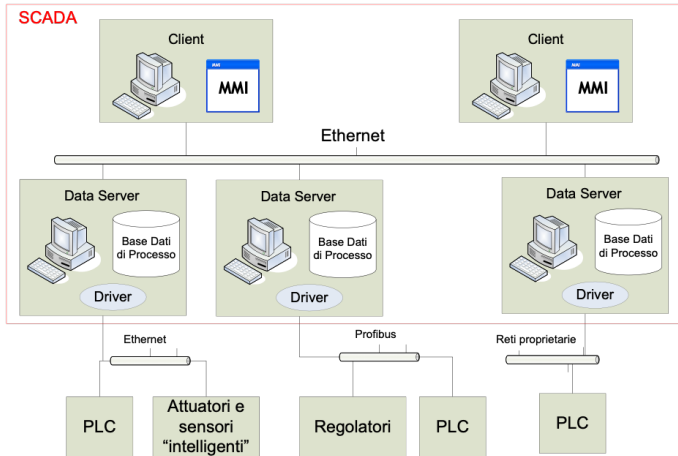 SCADA
Client
Client
MMI
MMI
MMI
MMI
Ethernet
Data Server
Data Server
Data Server
Base Dati
di Processo
Base Dati
di Processo
Base Dati
di Processo
Driver
Driver
Driver
Ethernet
Profibus
Reti proprietarie
PLC
Attuatori e
sensori
“intelligenti”
Regolatori
PLC
PLC